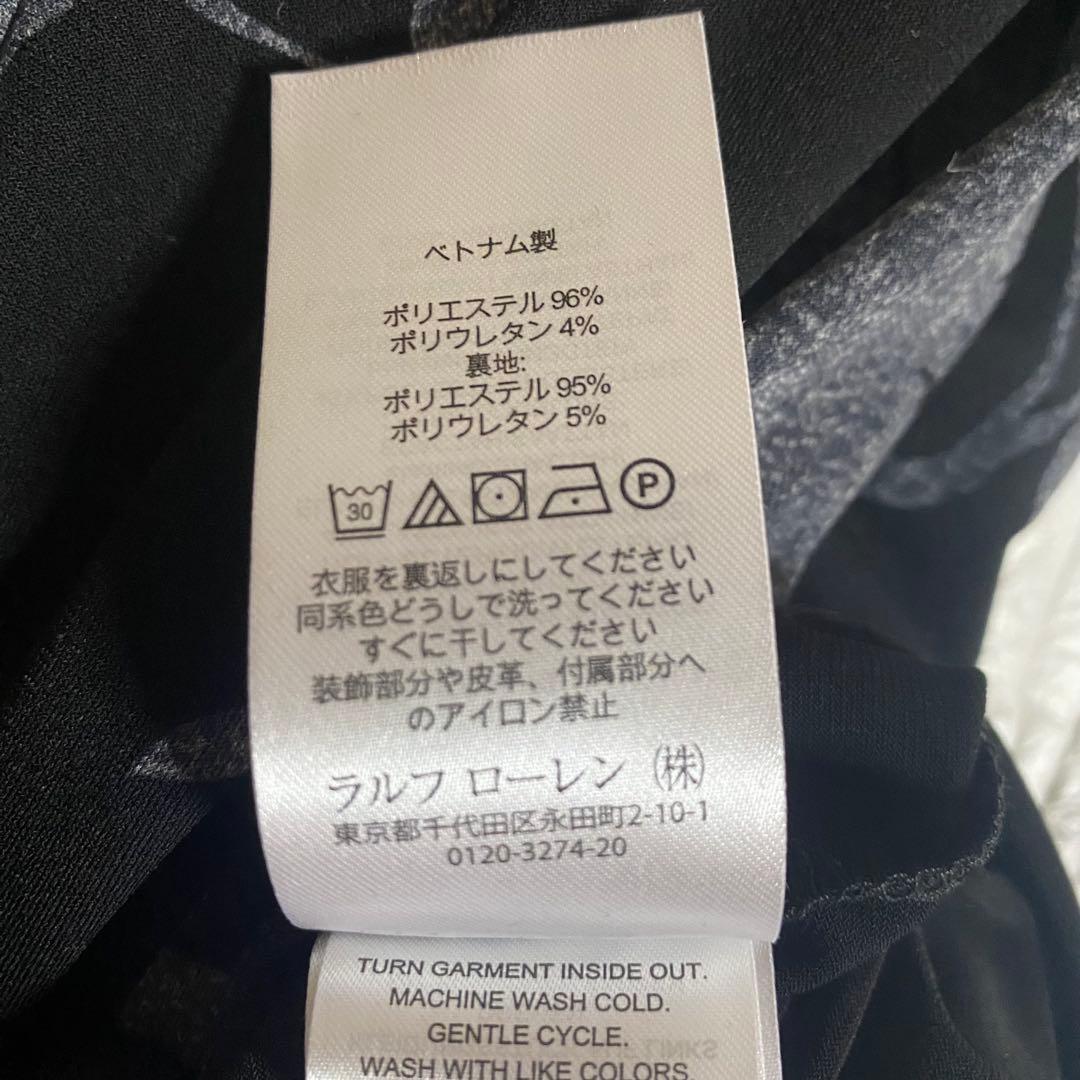 ベトナム製
ポリエステル 96%
ポリウレタン 4%
裏地:
ポリエステル 95%
ポリウレタン 5%
30
P
衣服を裏返しにしてください
同系色どうしで洗ってください
すぐに干してください
装飾部分や皮革、付属部分へ
のアイロン禁止
ラルフ ローレン ㈱
東京都千代田区永田町2-10-1
0120-3274-20
TURN GARMENT INSIDE OUT.
MACHINE WASH COLD.
GENTLE CYCLE.
WASH WITH LIKE COLORS.